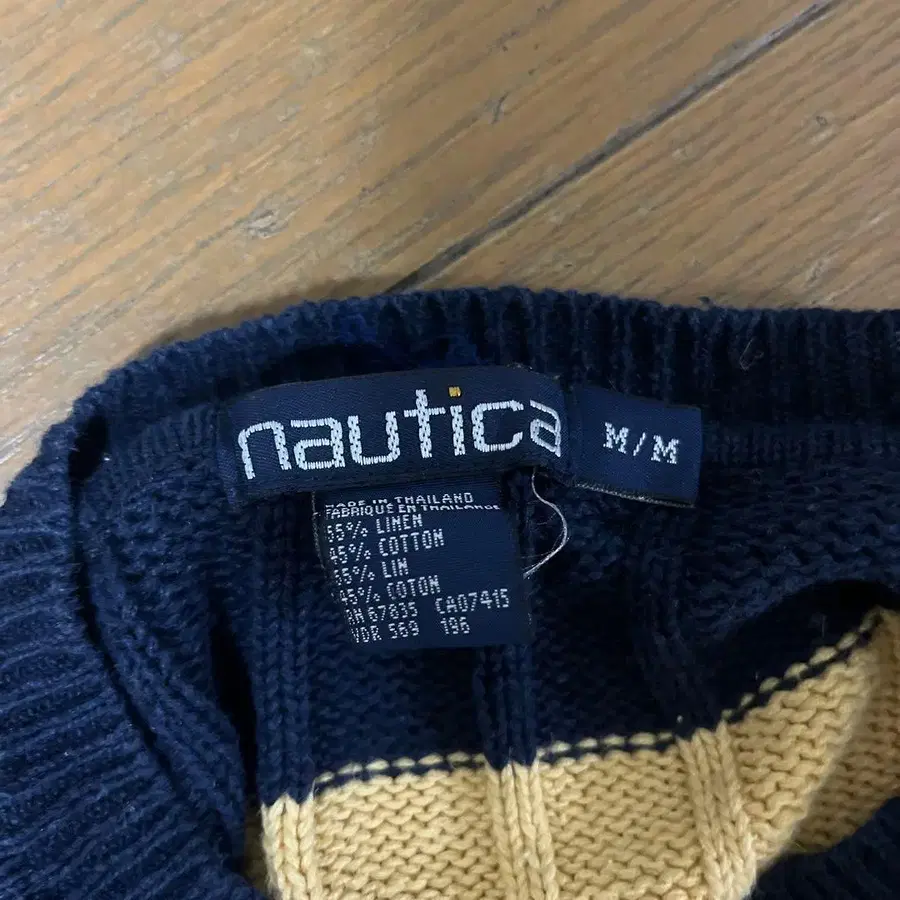 nautica
M/M
MADE IN THAILAND
FABRIQUE EN THAILANDE
55% LINEN
45% COTTON
55% LIN
45% COTON
RN 67835 CA07415
VDR 569 196